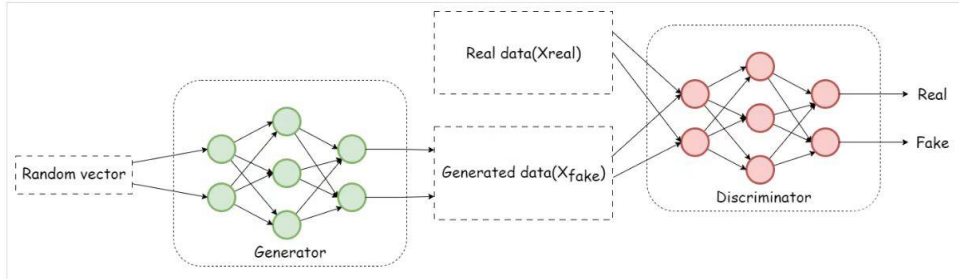 Real data(Xreal)
Real
Fake
Random vector
Generated data(Xfake)
Discriminator
Generator